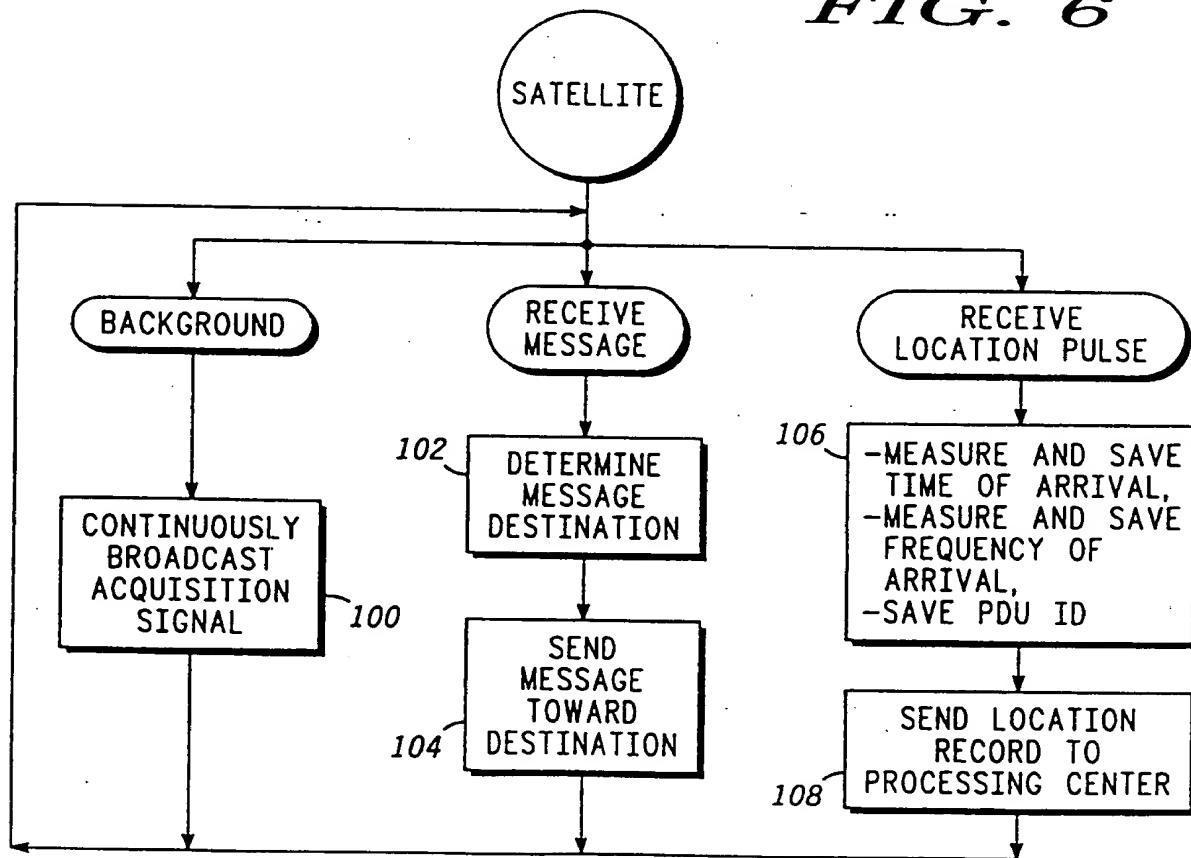 FIG. 6
SATELLITE
BACKGROUND
RECEIVE
MESSAGE
RECEIVE
LOCATION PULSE
102
DETERMINE
MESSAGE
DESTINATION
106
-MEASURE AND SAVE
TIME OF ARRIVAL,
-MEASURE AND SAVE
FREQUENCY OF
ARRIVAL,
-SAVE PDU ID
CONTINUOUSLY
BROADCAST
ACQUISITION
SIGNAL
100
SEND
MESSAGE
TOWARD
DESTINATION
104
SEND LOCATION
RECORD TO
PROCESSING CENTER
108